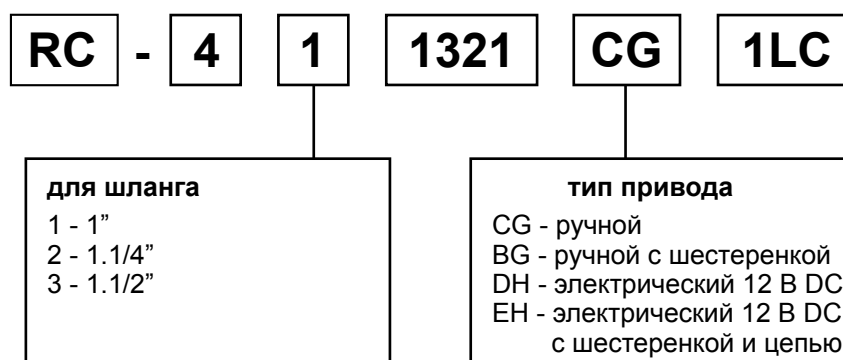 RC - 4 1 1321 CG 1LC
для шланга
1 - 1”
2 - 1.1/4”
3 - 1.1/2”
тип привода
CG - ручной
BG - ручной с шестеренкой
DH - электрический 12 В DC
EH - электрический 12 В DC
с шестеренкой и цепью